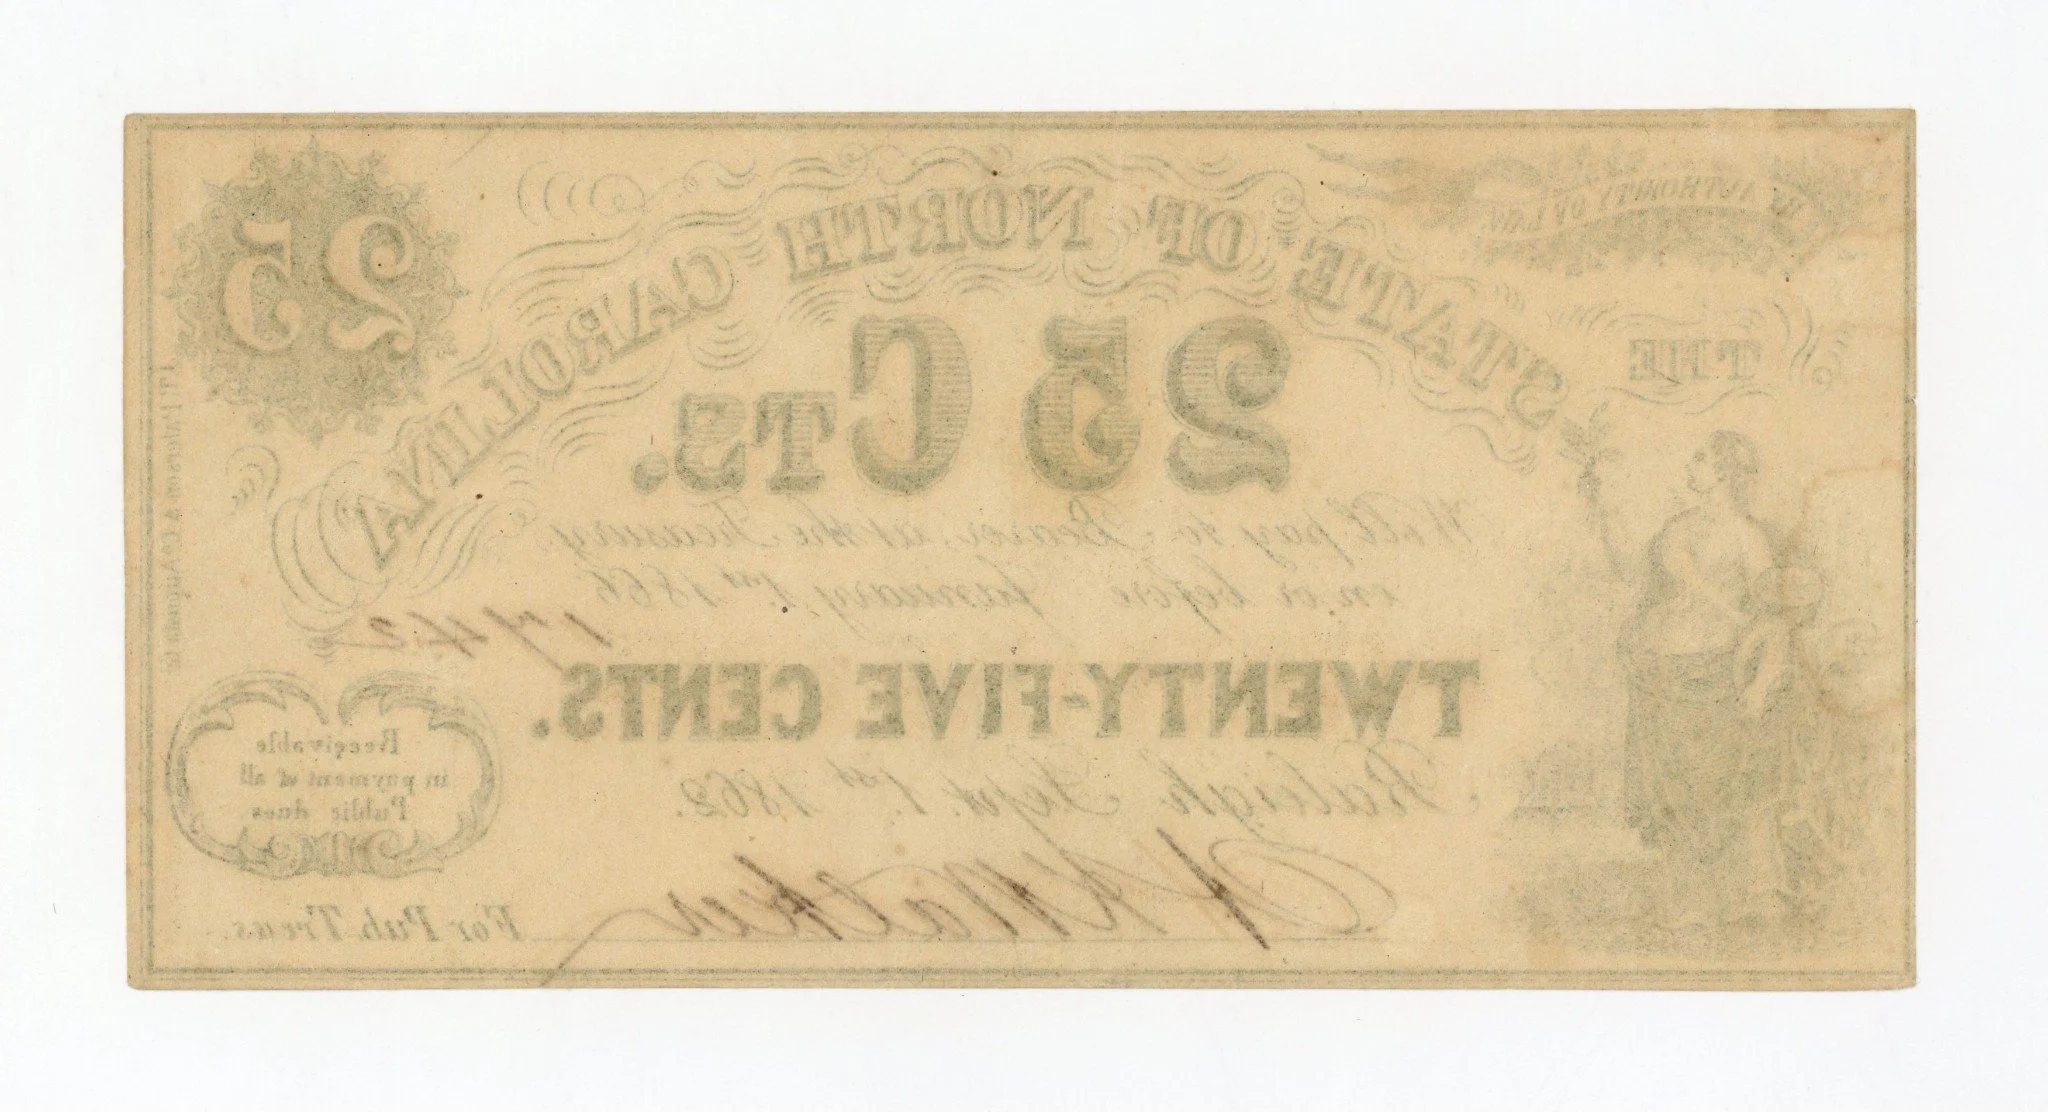 BY AUTHORITY OF LAW.
THE
STATE OF NORTH CAROLINA
25
25 CTS.
Will pay to Bearer, at the Treasury
on or before January 1st 1866
17442
TWENTY-FIVE CENTS.
Raleigh, Sept. 1st 1862.
Receivable
in payment of all
Public dues
For Pub. Treas.